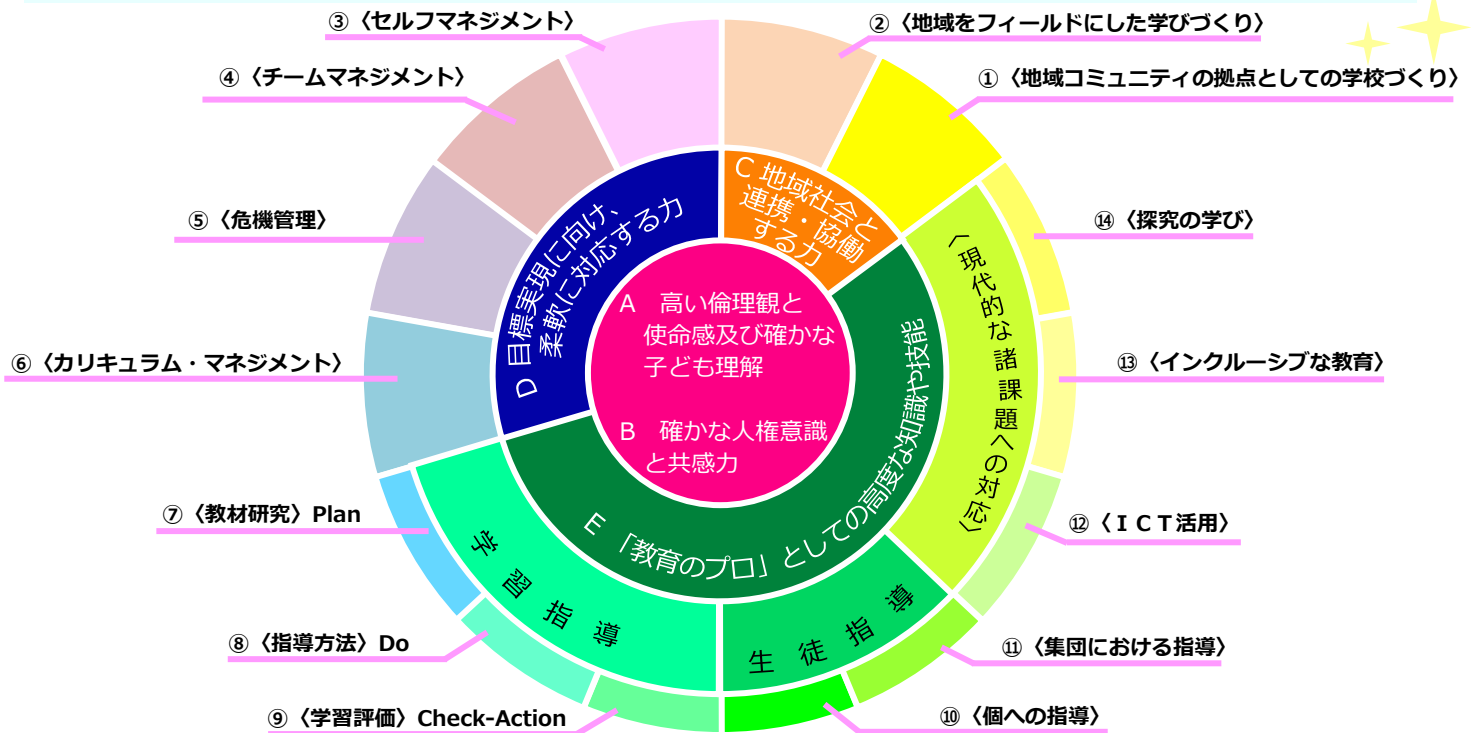 ③〈セルフマネジメント〉
②〈地域をフィールドにした学びづくり〉
④〈チームマネジメント〉
①〈地域コミュニティの拠点としての学校づくり〉
⑤〈危機管理〉
⑭〈探究の学び〉
⑥〈カリキュラム・マネジメント〉
⑬〈インクルーシブな教育〉
⑦〈教材研究〉Plan
⑫〈ＩＣＴ活用〉
⑧〈指導方法〉Do
⑪〈集団における指導〉
⑨〈学習評価〉Check-Action
⑩〈個への指導〉
D 目標実現に向け、
柔軟に対応する力
C 地域社会と
連携・協働
する力
〈現代的な諸課題への対応〉
A　高い倫理観と
使命感及び確かな
子ども理解
B　確かな人権意識
と共感力
E 「教育のプロ」としての高度な知識や技能
学習指導
生徒指導